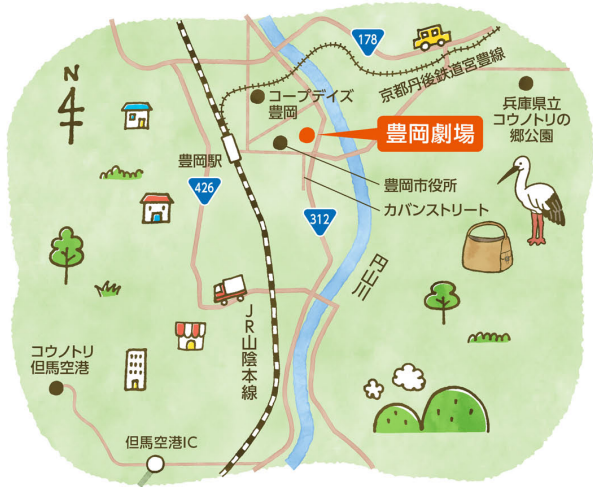 N
178
京都丹後鉄道宮豊線
コープデイズ
豊岡
兵庫県立
コウノトリの
郷公園
豊岡劇場
豊岡駅
豊岡市役所
426
カバンストリート
312
円山川
JR山陰本線
コウノトリ
但馬空港
但馬空港IC